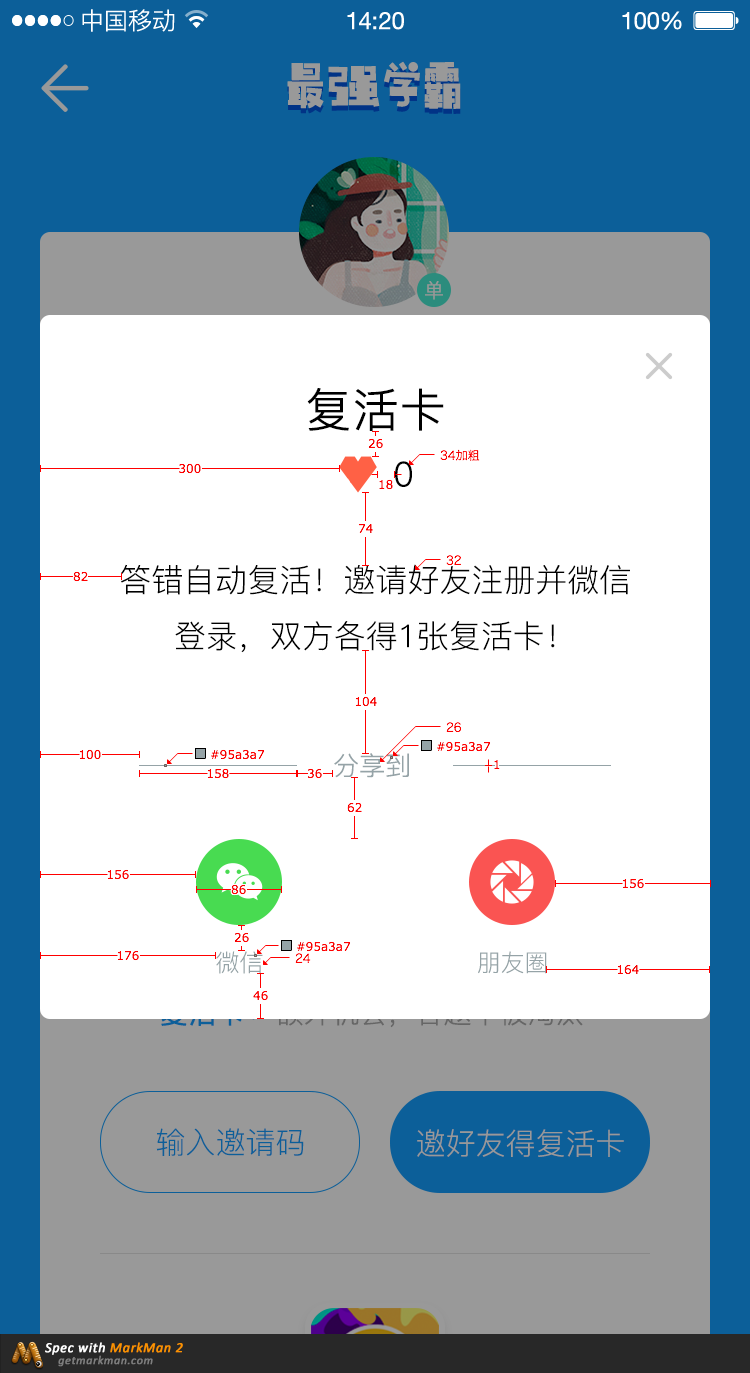 中国移动 14:20 100%
最强学霸
单
复活卡
26
34加粗
300
0
18
74
32
82
答错自动复活！邀请好友注册并微信
登录，双方各得1张复活卡！
104
26
100 #95a3a7 #95a3a7
分享到
158 36 1
62
156 86 156
26
#95a3a7
176 微信 24 朋友圈 164
46
复活卡
输入邀请码 邀好友得复活卡
Spec with MarkMan 2
getmarkman.com